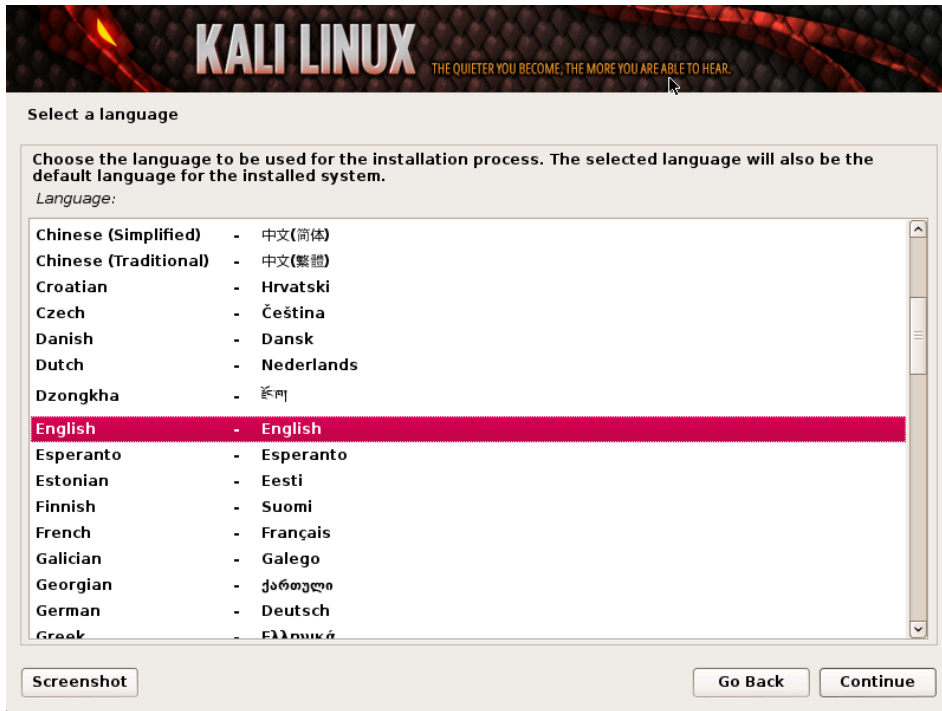 KALI LINUX THE QUIETER YOU BECOME, THE MORE YOU ARE ABLE TO HEAR.
Select a language
Choose the language to be used for the installation process. The selected language will also be the
default language for the installed system.
Language:
Chinese (Simplified) - 中文(简体)
Chinese (Traditional) - 中文(繁體)
Croatian - Hrvatski
Czech - Čeština
Danish - Dansk
Dutch - Nederlands
Dzongkha - རྫོང་ཁ།
English - English
Esperanto - Esperanto
Estonian - Eesti
Finnish - Suomi
French - Français
Galician - Galego
Georgian - ქართული
German - Deutsch
Greek - Ελληνικά
Screenshot Go Back Continue